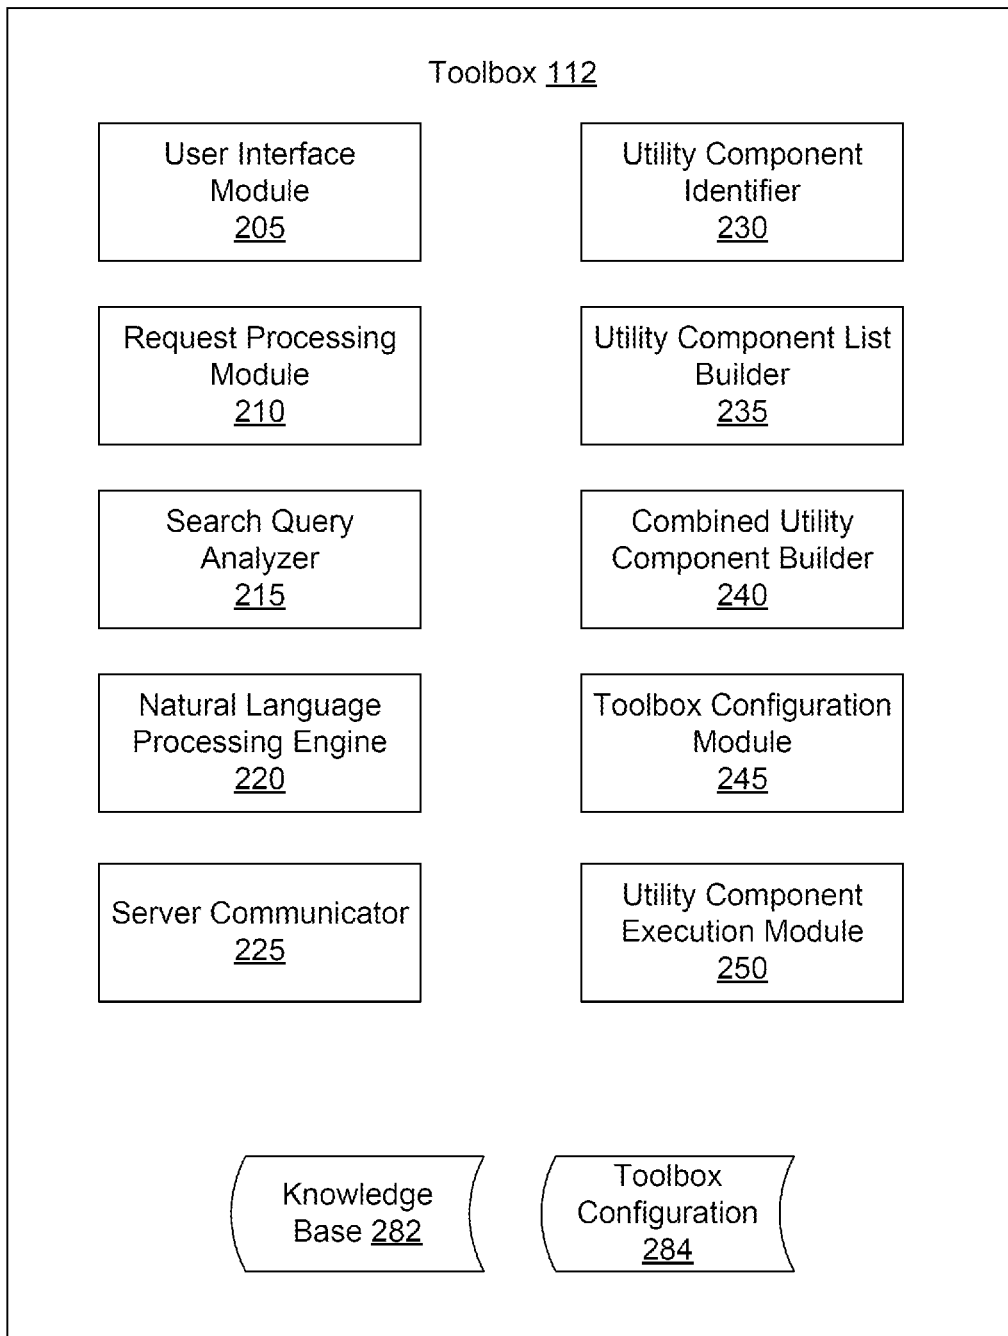 Toolbox 112
User Interface
Module
205
Utility Component
Identifier
230
Request Processing
Module
210
Utility Component List
Builder
235
Search Query
Analyzer
215
Combined Utility
Component Builder
240
Natural Language
Processing Engine
220
Toolbox Configuration
Module
245
Server Communicator
225
Utility Component
Execution Module
250
Knowledge
Base 282
Toolbox
Configuration
284